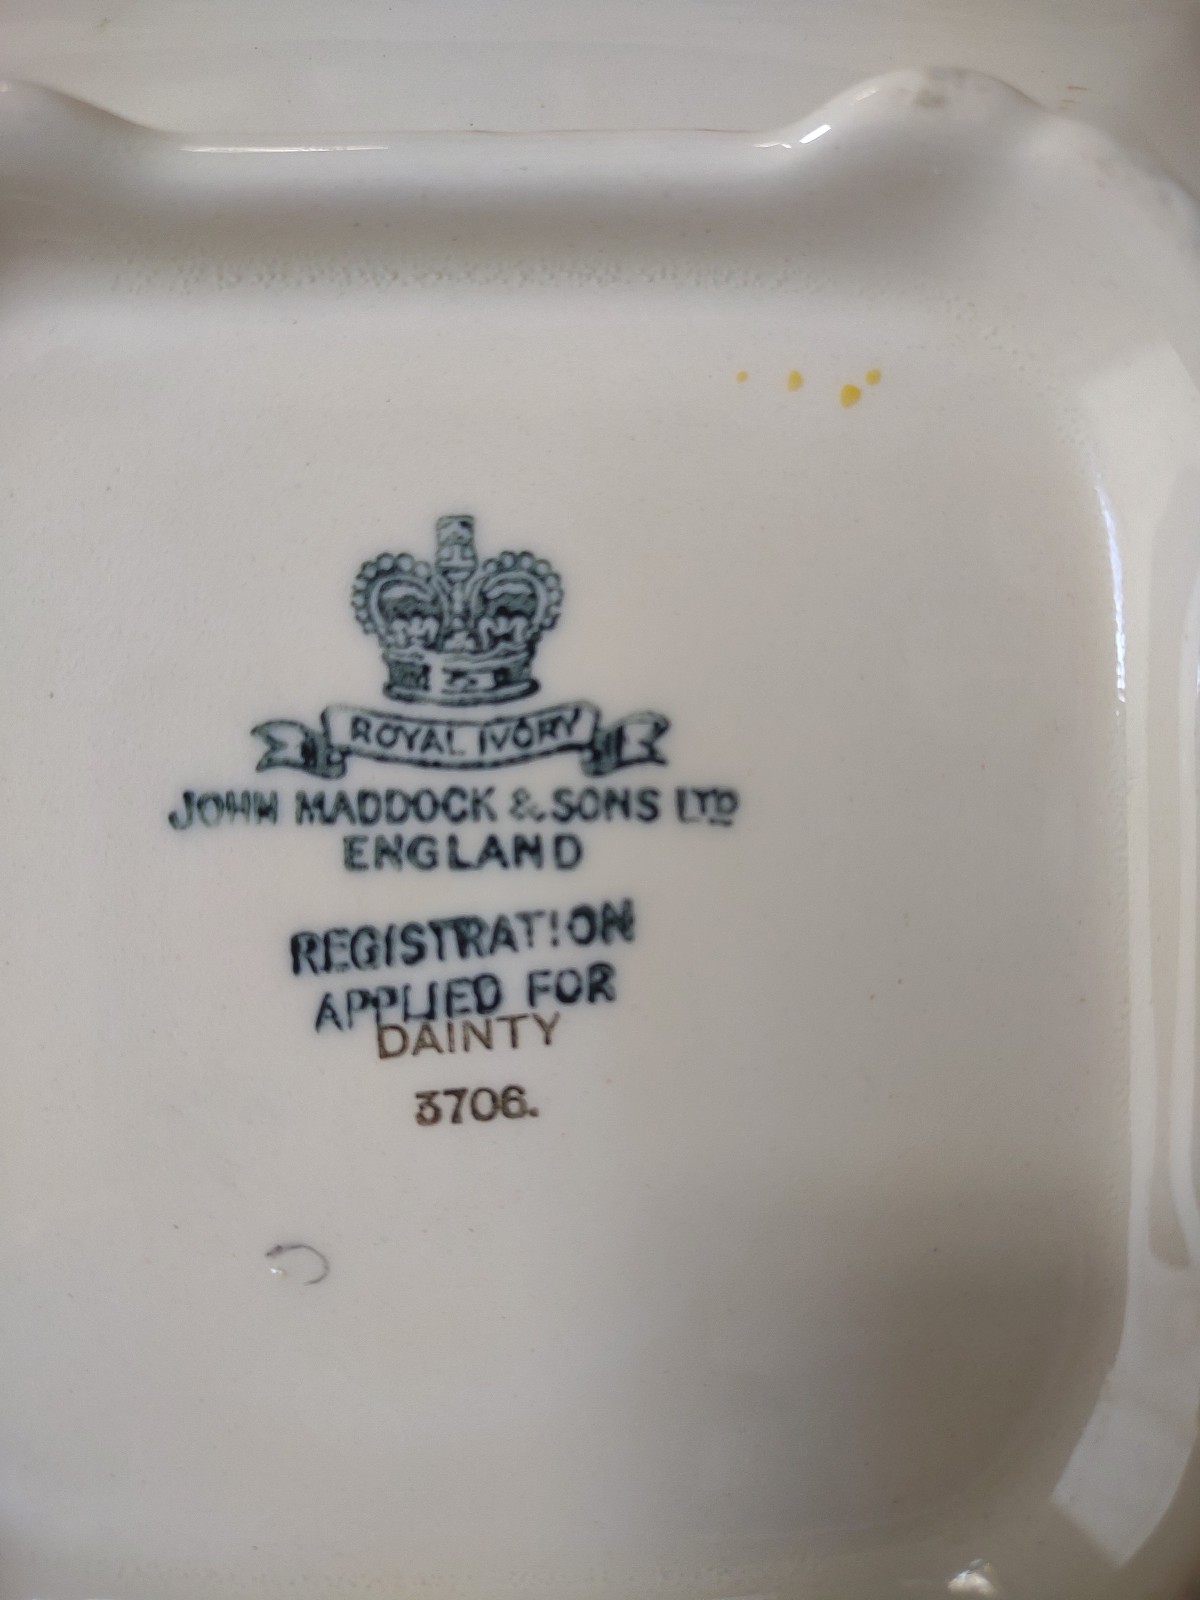 ROYAL IVORY
JOHN MADDOCK & SONS LTD
ENGLAND
REGISTRATION
APPLIED FOR
DAINTY
3706.